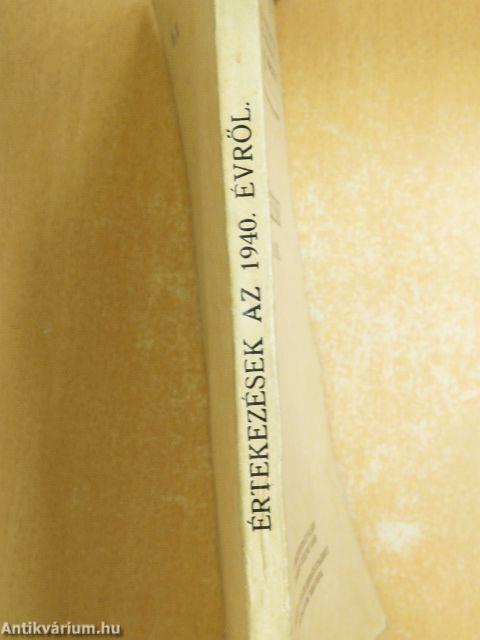 ÉRTEKEZÉSEK AZ 1940. ÉVRŐL.
Antikvárium.hu